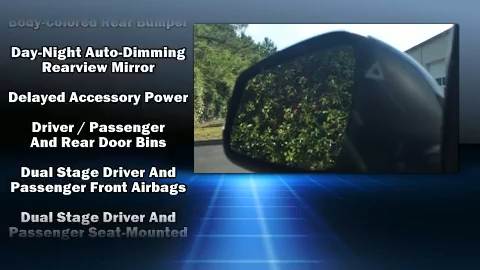 Body-Colored Rear Bumper
Day-Night Auto-Dimming
Rearview Mirror
Delayed Accessory Power
Driver / Passenger
And Rear Door Bins
Dual Stage Driver And
Passenger Front Airbags
Dual Stage Driver And
Passenger Seat-Mounted